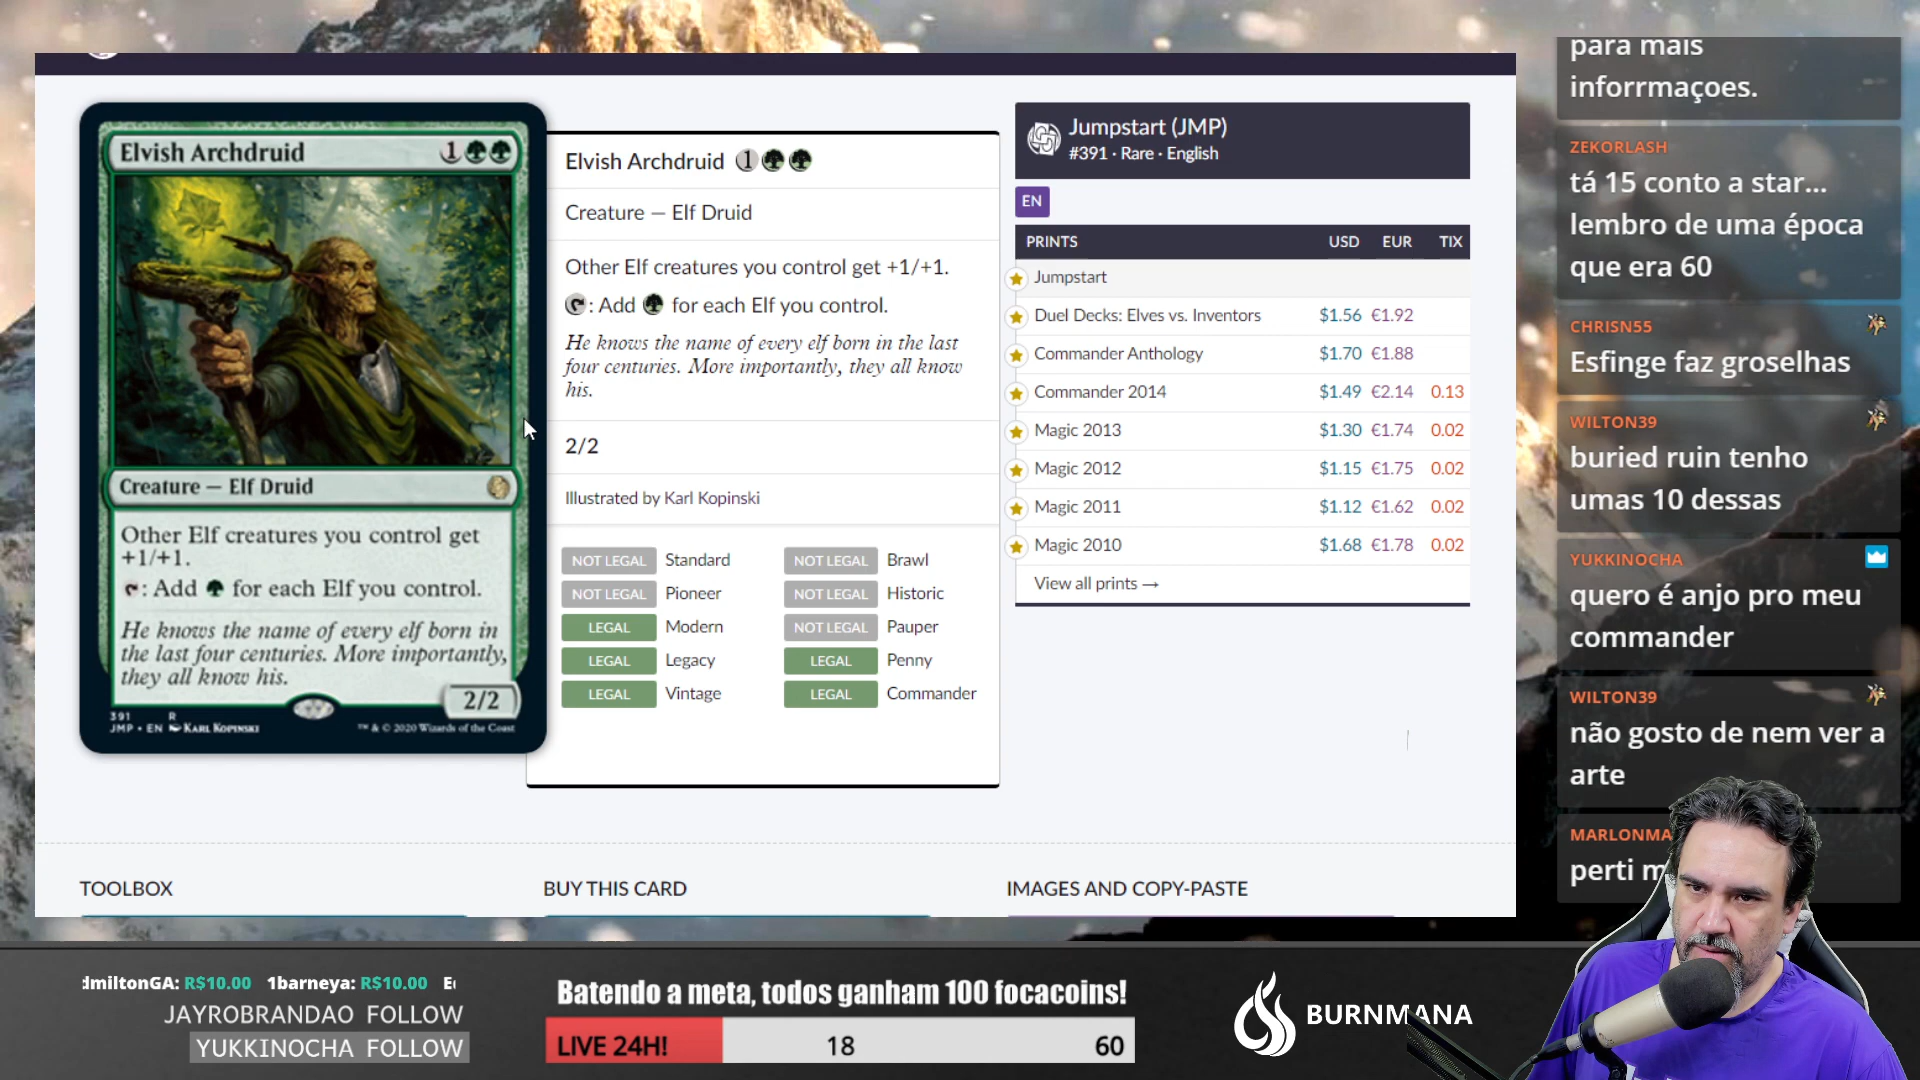 Elvish Archdruid 1
Creature — Elf Druid
Other Elf creatures you control get
+1/+1.
: Add for each Elf you control.
He knows the name of every elf born in
the last four centuries. More importantly,
they all know his.
2/2
391 R
JMP • EN Karl Kopinski
™ & © 2020 Wizards of the Coast
Elvish Archdruid 1
Creature — Elf Druid
Other Elf creatures you control get +1/+1.
: Add for each Elf you control.
He knows the name of every elf born in the last
four centuries. More importantly, they all know
his.
2/2
Illustrated by Karl Kopinski
NOT LEGAL Standard NOT LEGAL Brawl
NOT LEGAL Pioneer NOT LEGAL Historic
LEGAL Modern NOT LEGAL Pauper
LEGAL Legacy LEGAL Penny
LEGAL Vintage LEGAL Commander
Jumpstart (JMP)
#391 · Rare · English
EN
PRINTS USD EUR TIX
Jumpstart
Duel Decks: Elves vs. Inventors $1.56 €1.92
Commander Anthology $1.70 €1.88
Commander 2014 $1.49 €2.14 0.13
Magic 2013 $1.30 €1.74 0.02
Magic 2012 $1.15 €1.75 0.02
Magic 2011 $1.12 €1.62 0.02
Magic 2010 $1.68 €1.78 0.02
View all prints →
TOOLBOX
BUY THIS CARD
IMAGES AND COPY-PASTE
para mais
inforrmaçoes.
ZEKORLASH
tá 15 conto a star...
lembro de uma época
que era 60
CHRISN55
Esfinge faz groselhas
WILTON39
buried ruin tenho
umas 10 dessas
YUKKINOCHA
quero é anjo pro meu
commander
WILTON39
não gosto de nem ver a
arte
MARLONMA
perti m
dmiltonGA: R$10.00 1barneya: R$10.00
JAYROBRANDAO FOLLOW
YUKKINOCHA FOLLOW
Batendo a meta, todos ganham 100 focacoins!
LIVE 24H! 18 60
BURNMANA